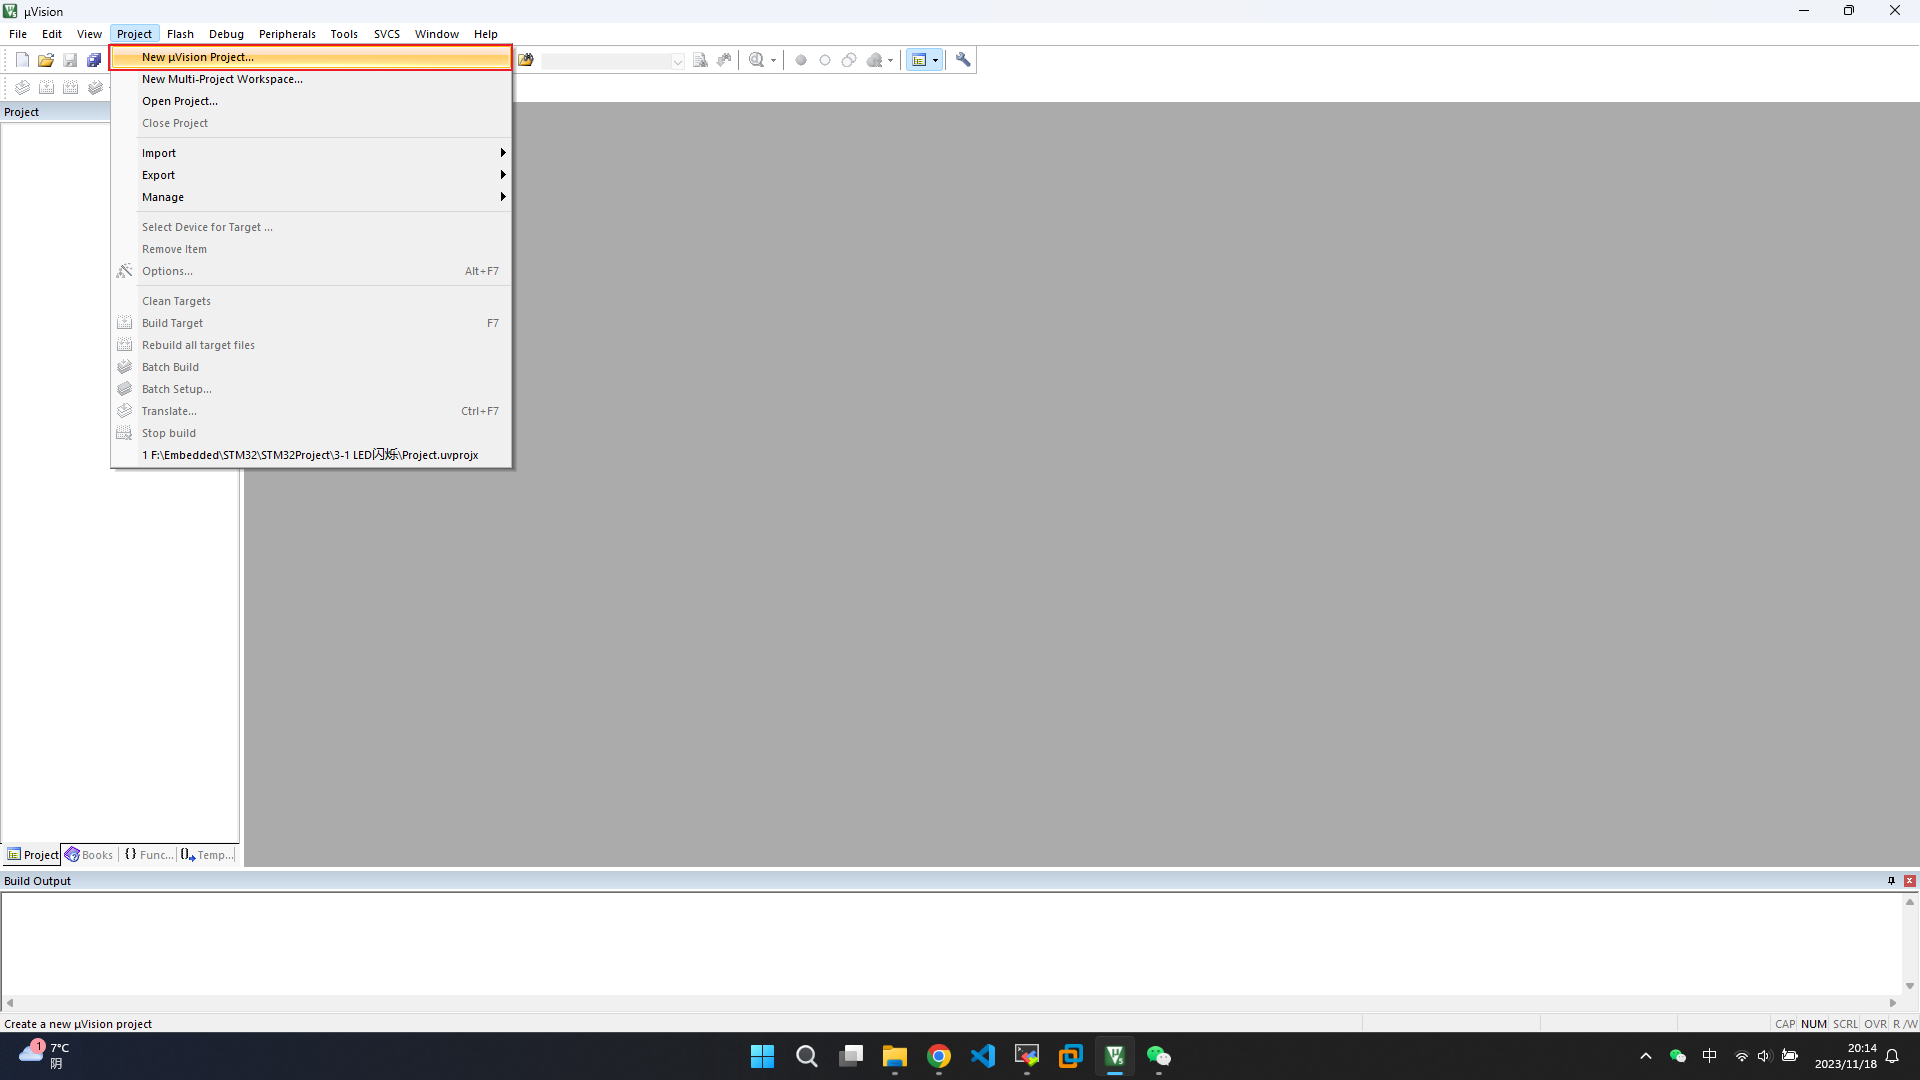 µVision
File Edit View Project Flash Debug Peripherals Tools SVCS Window Help
New µVision Project...
New Multi-Project Workspace...
Open Project...
Close Project
Import
Export
Manage
Select Device for Target ...
Remove Item
Options... Alt+F7
Clean Targets
Build Target F7
Rebuild all target files
Batch Build
Batch Setup...
Translate... Ctrl+F7
Stop build
1 F:\Embedded\STM32\STM32Project\3-1 LED闪烁\Project.uvprojx
Project
Project Books {} Func... Temp...
Build Output
Create a new µVision project
CAP NUM SCRL OVR R /W
1
7°C
阴
中
20:14
2023/11/18